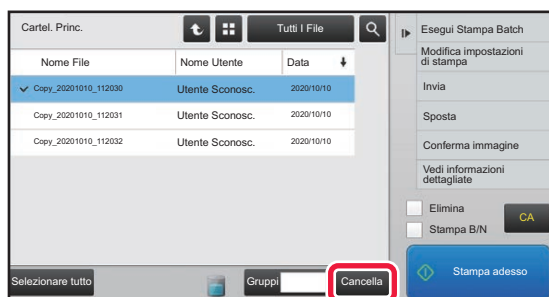 Cartel. Princ.
Tutti I File
Nome File
Nome Utente
Data
Copy_20201010_112030
Utente Sconosc.
2020/10/10
Copy_20201010_112031
Utente Sconosc.
2020/10/10
Copy_20201010_112032
Utente Sconosc.
2020/10/10
Selezionare tutto
Gruppi
Cancella
Esegui Stampa Batch
Modifica impostazioni
di stampa
Invia
Sposta
Conferma immagine
Vedi informazioni
dettagliate
Elimina
Stampa B/N
CA
Stampa adesso